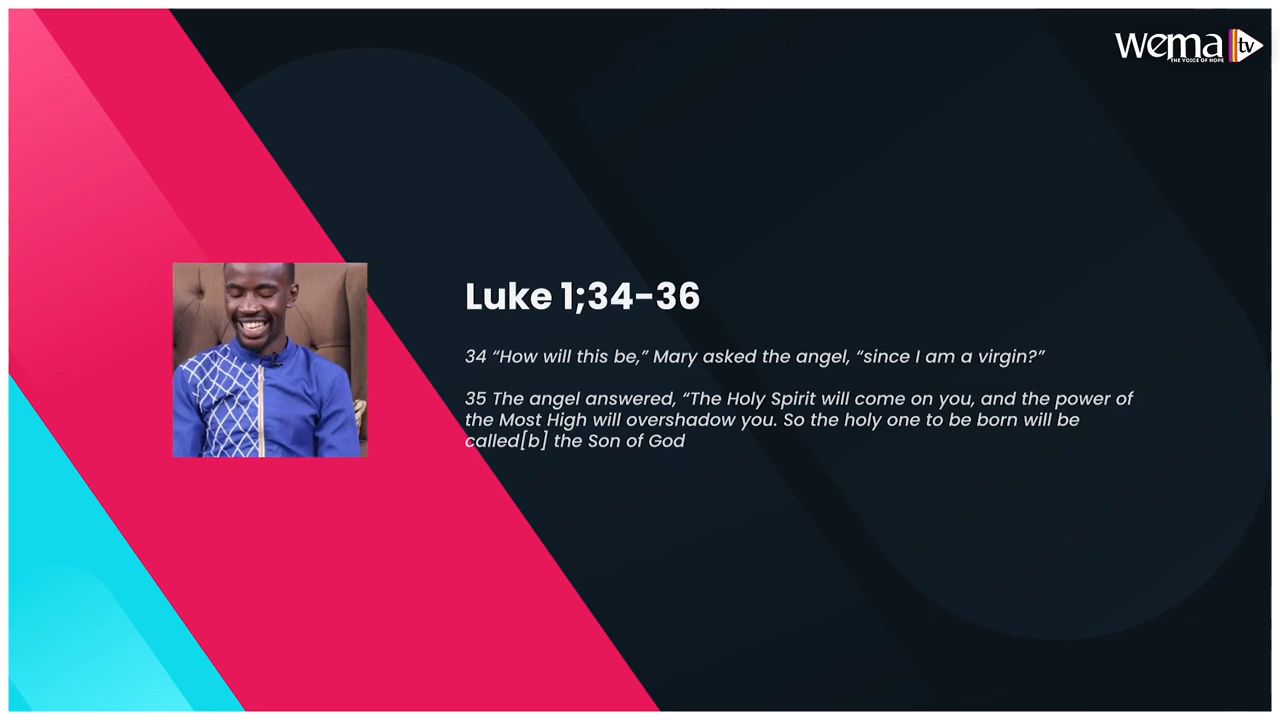 wema tv
THE VOICE OF HOPE
Luke 1;34-36
34 “How will this be,” Mary asked the angel, “since I am a virgin?”
35 The angel answered, “The Holy Spirit will come on you, and the power of
the Most High will overshadow you. So the holy one to be born will be
called[b] the Son of God